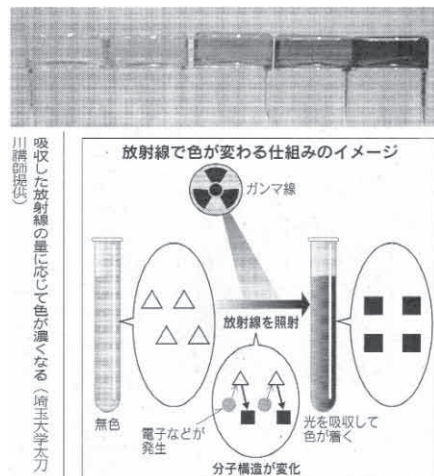 吸収した放射線の量に応じて色が濃くなる（埼玉大学太刀
川講師提供）
放射線で色が変わる仕組みのイメージ
ガンマ線
放射線を照射
無色
電子などが
発生
光を吸収して
色が着く
分子構造が変化